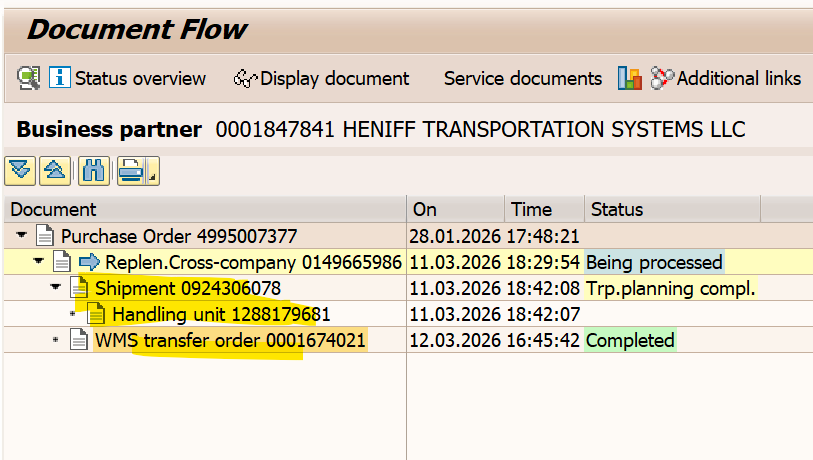 Document Flow
Status overview Display document Service documents Additional links
Business partner 0001847841 HENIFF TRANSPORTATION SYSTEMS LLC
Document On Time Status
Purchase Order 4995007377 28.01.2026 17:48:21
Replen.Cross-company 0149665986 11.03.2026 18:29:54 Being processed
Shipment 0924306078 11.03.2026 18:42:08 Trp.planning compl.
Handling unit 1288179681 11.03.2026 18:42:07
WMS transfer order 0001674021 12.03.2026 16:45:42 Completed